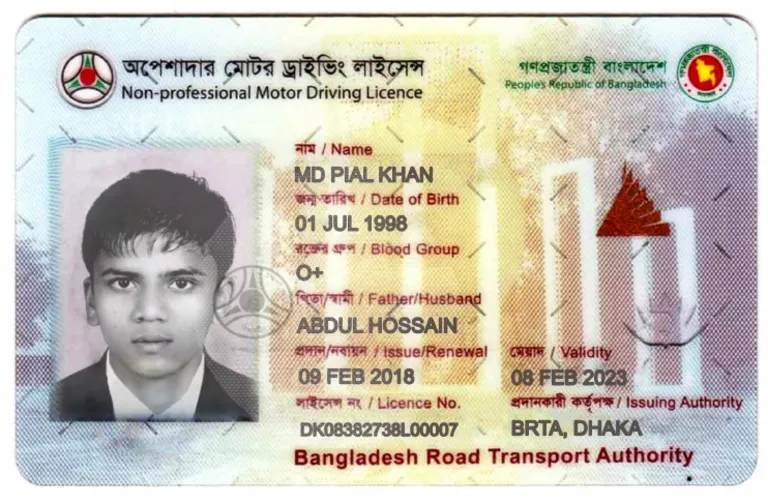 অপেশাদার মোটর ড্রাইভিং লাইসেন্স
Non-professional Motor Driving Licence
গণপ্রজাতন্ত্রী বাংলাদেশ
People's Republic of Bangladesh
নাম / Name
MD PIAL KHAN
জন্ম তারিখ / Date of Birth
01 JUL 1998
রক্তের গ্রুপ / Blood Group
O+
পিতা/স্বামী / Father/Husband
ABDUL HOSSAIN
প্রদান/নবায়ন / Issue/Renewal মেয়াদ / Validity
09 FEB 2018 08 FEB 2023
লাইসেন্স নং / Licence No. প্রদানকারী কর্তৃপক্ষ / Issuing Authority
DK08382738L00007 BRTA, DHAKA
Bangladesh Road Transport Authority